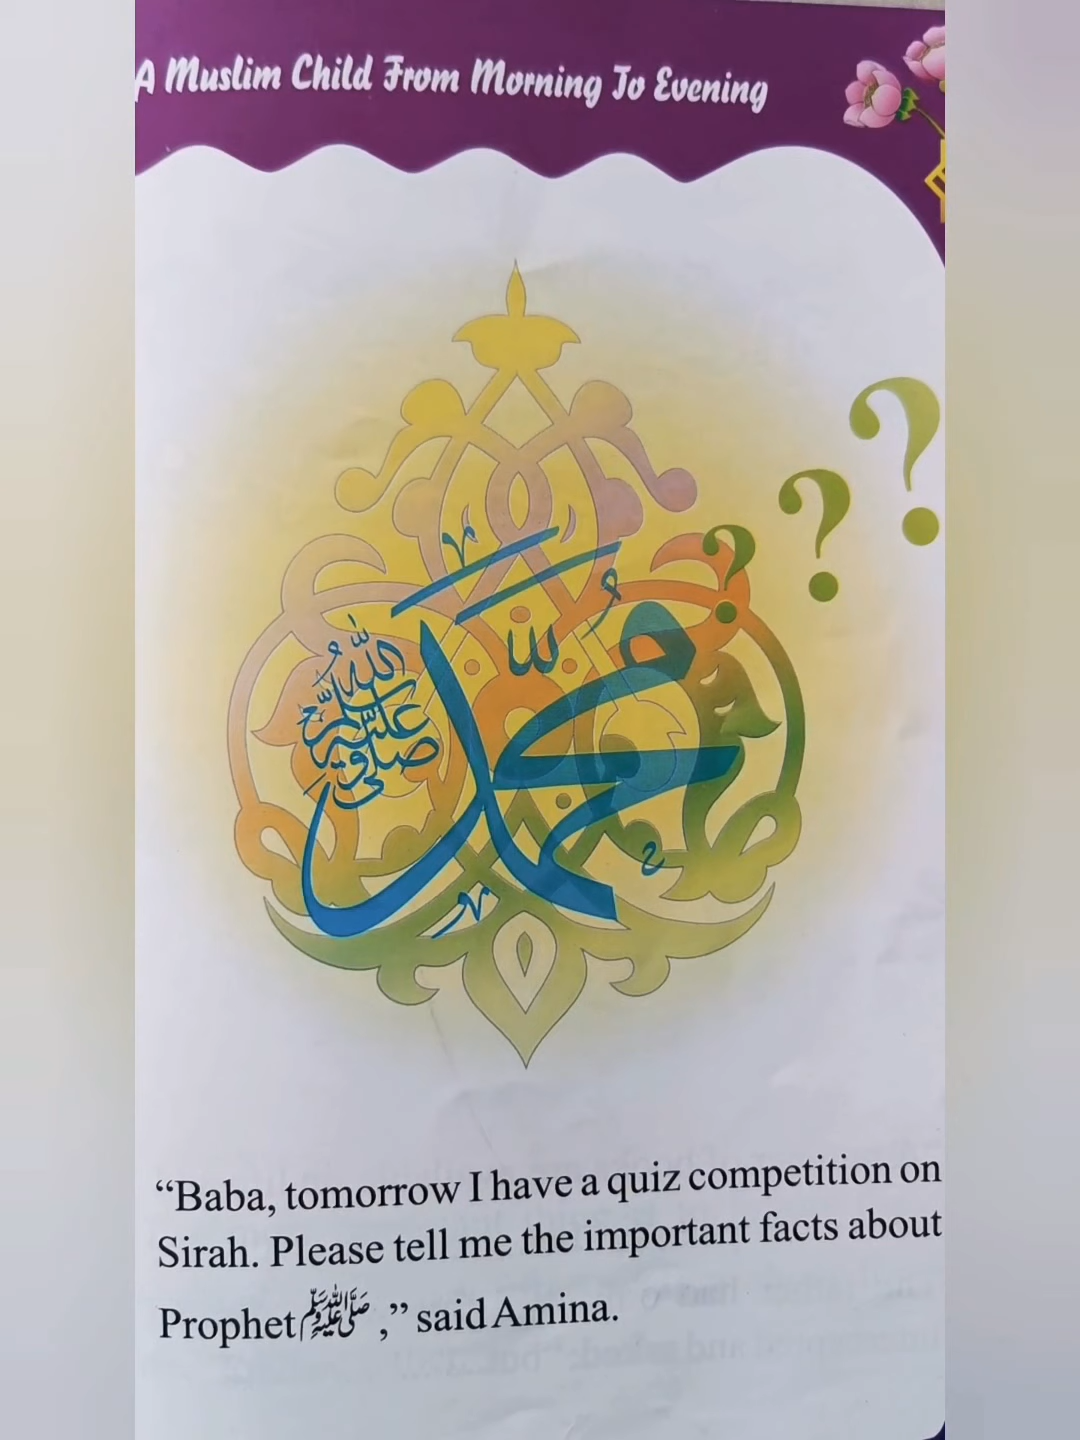 A Muslim Child From Morning To Evening
? ? ?
محمد
ﷲ
صلى الله عليه وسلم
“Baba, tomorrow I have a quiz competition on
Sirah. Please tell me the important facts about
Prophet ﷺ ,” said Amina.